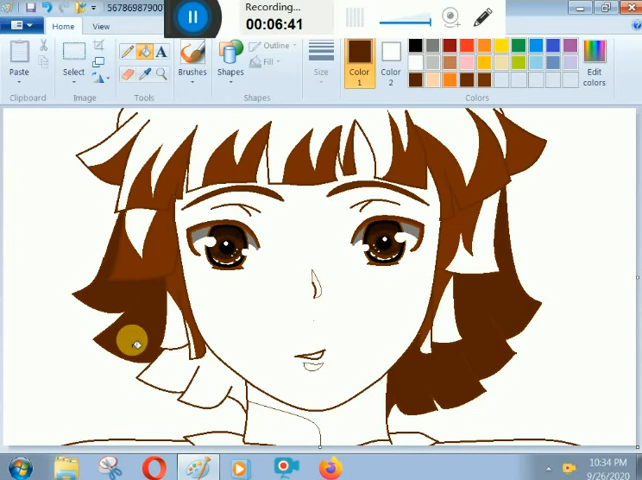 567869879007
Recording...
00:06:41
Home
View
Paste
Select
Brushes
Shapes
Outline
Fill
Size
Color
1
Color
2
Edit
colors
Clipboard
Image
Tools
Shapes
Colors
10:34 PM
9/26/2020